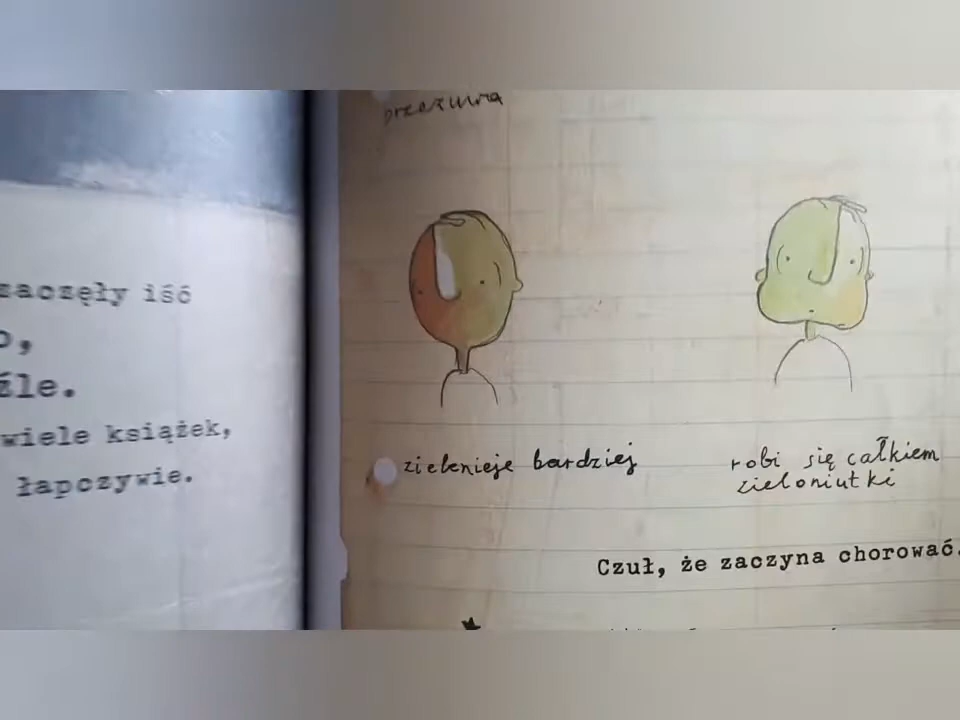 zaczęły iść
źle.
wiele książek,
łapczywie.
zielenieje bardziej
robi się całkiem
zieloniutki
Czuł, że zaczyna chorować.